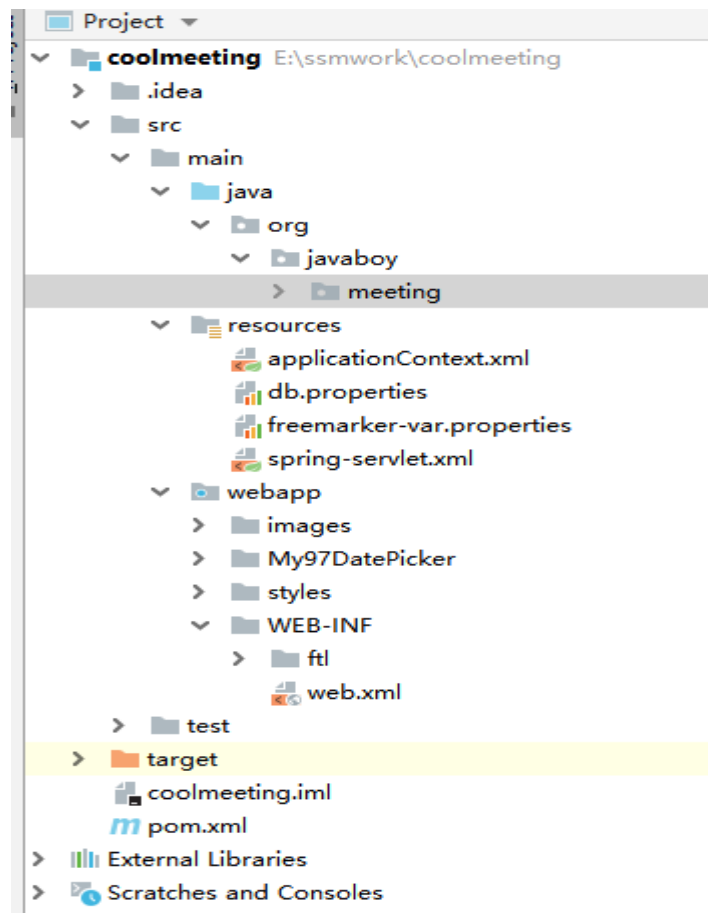 Project
coolmeeting E:\ssmwork\coolmeeting
.idea
src
main
java
org
javaboy
meeting
resources
applicationContext.xml
db.properties
freemarker-var.properties
spring-servlet.xml
webapp
images
My97DatePicker
styles
WEB-INF
ftl
web.xml
test
target
coolmeeting.iml
pom.xml
External Libraries
Scratches and Consoles